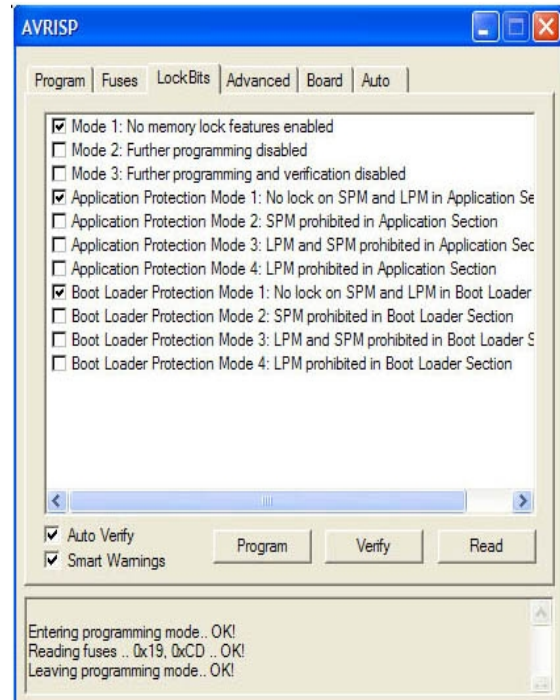 AVRISP
Program Fuses LockBits Advanced Board Auto
Mode 1: No memory lock features enabled
Mode 2: Further programming disabled
Mode 3: Further programming and verification disabled
Application Protection Mode 1: No lock on SPM and LPM in Application Se
Application Protection Mode 2: SPM prohibited in Application Section
Application Protection Mode 3: LPM and SPM prohibited in Application Sec
Application Protection Mode 4: LPM prohibited in Application Section
Boot Loader Protection Mode 1: No lock on SPM and LPM in Boot Loader
Boot Loader Protection Mode 2: SPM prohibited in Boot Loader Section
Boot Loader Protection Mode 3: LPM and SPM prohibited in Boot Loader S
Boot Loader Protection Mode 4: LPM prohibited in Boot Loader Section
Auto Verify
Smart Warnings
Program Verify Read
Entering programming mode.. OK!
Reading fuses .. 0x19, 0xCD .. OK!
Leaving programming mode.. OK!